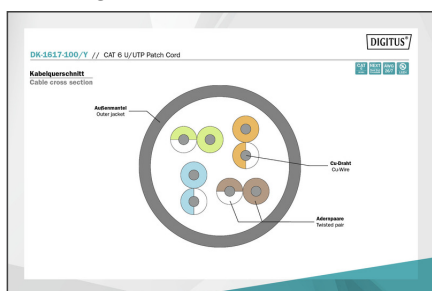 DIGITUS®
DK-1617-100/Y // CAT 6 U/UTP Patch Cord
Kabelquerschnitt
Cable cross section
Außenmantel
Outer jacket
Cu-Draht
Cu-Wire
Adernpaare
Twisted pair